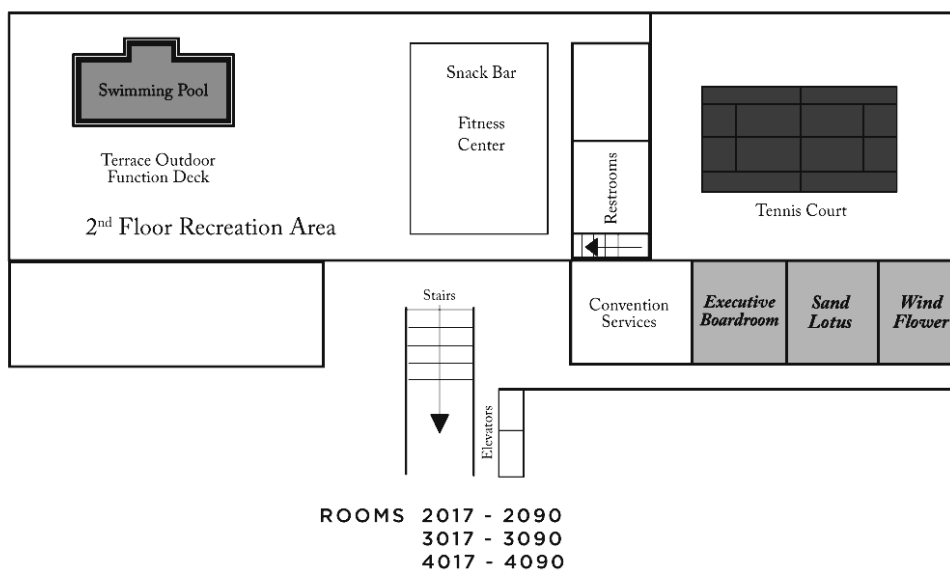 Swimming Pool
Terrace Outdoor
Function Deck
2nd Floor Recreation Area
Snack Bar
Fitness
Center
Restrooms
Tennis Court
Stairs
Elevators
Convention
Services
Executive
Boardroom
Sand
Lotus
Wind
Flower
ROOMS 2017 - 2090
3017 - 3090
4017 - 4090